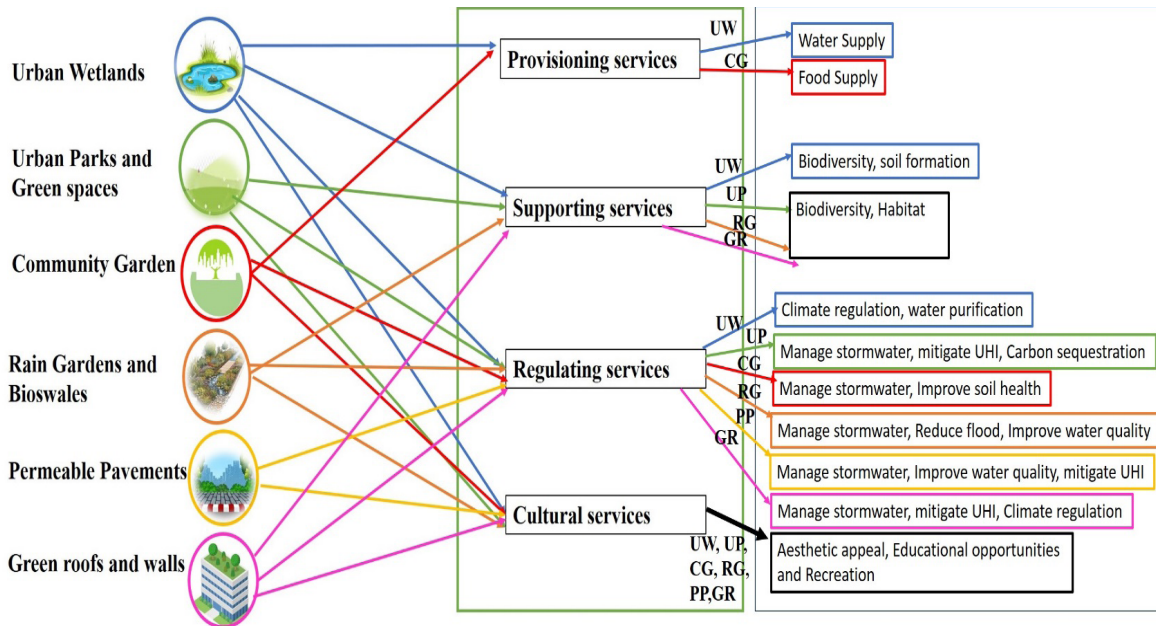 Urban Wetlands
Urban Parks and
Green spaces
Community Garden
Rain Gardens and
Bioswales
Permeable Pavements
Green roofs and walls
Provisioning services
Supporting services
Regulating services
Cultural services
UW
CG
UW
UP
RG
GR
UW
UP
CG
RG
PP
GR
UW, UP,
CG, RG,
PP,GR
Water Supply
Food Supply
Biodiversity, soil formation
Biodiversity, Habitat
Climate regulation, water purification
Manage stormwater, mitigate UHI, Carbon sequestration
Manage stormwater, Improve soil health
Manage stormwater, Reduce flood, Improve water quality
Manage stormwater, Improve water quality, mitigate UHI
Manage stormwater, mitigate UHI, Climate regulation
Aesthetic appeal, Educational opportunities
and Recreation